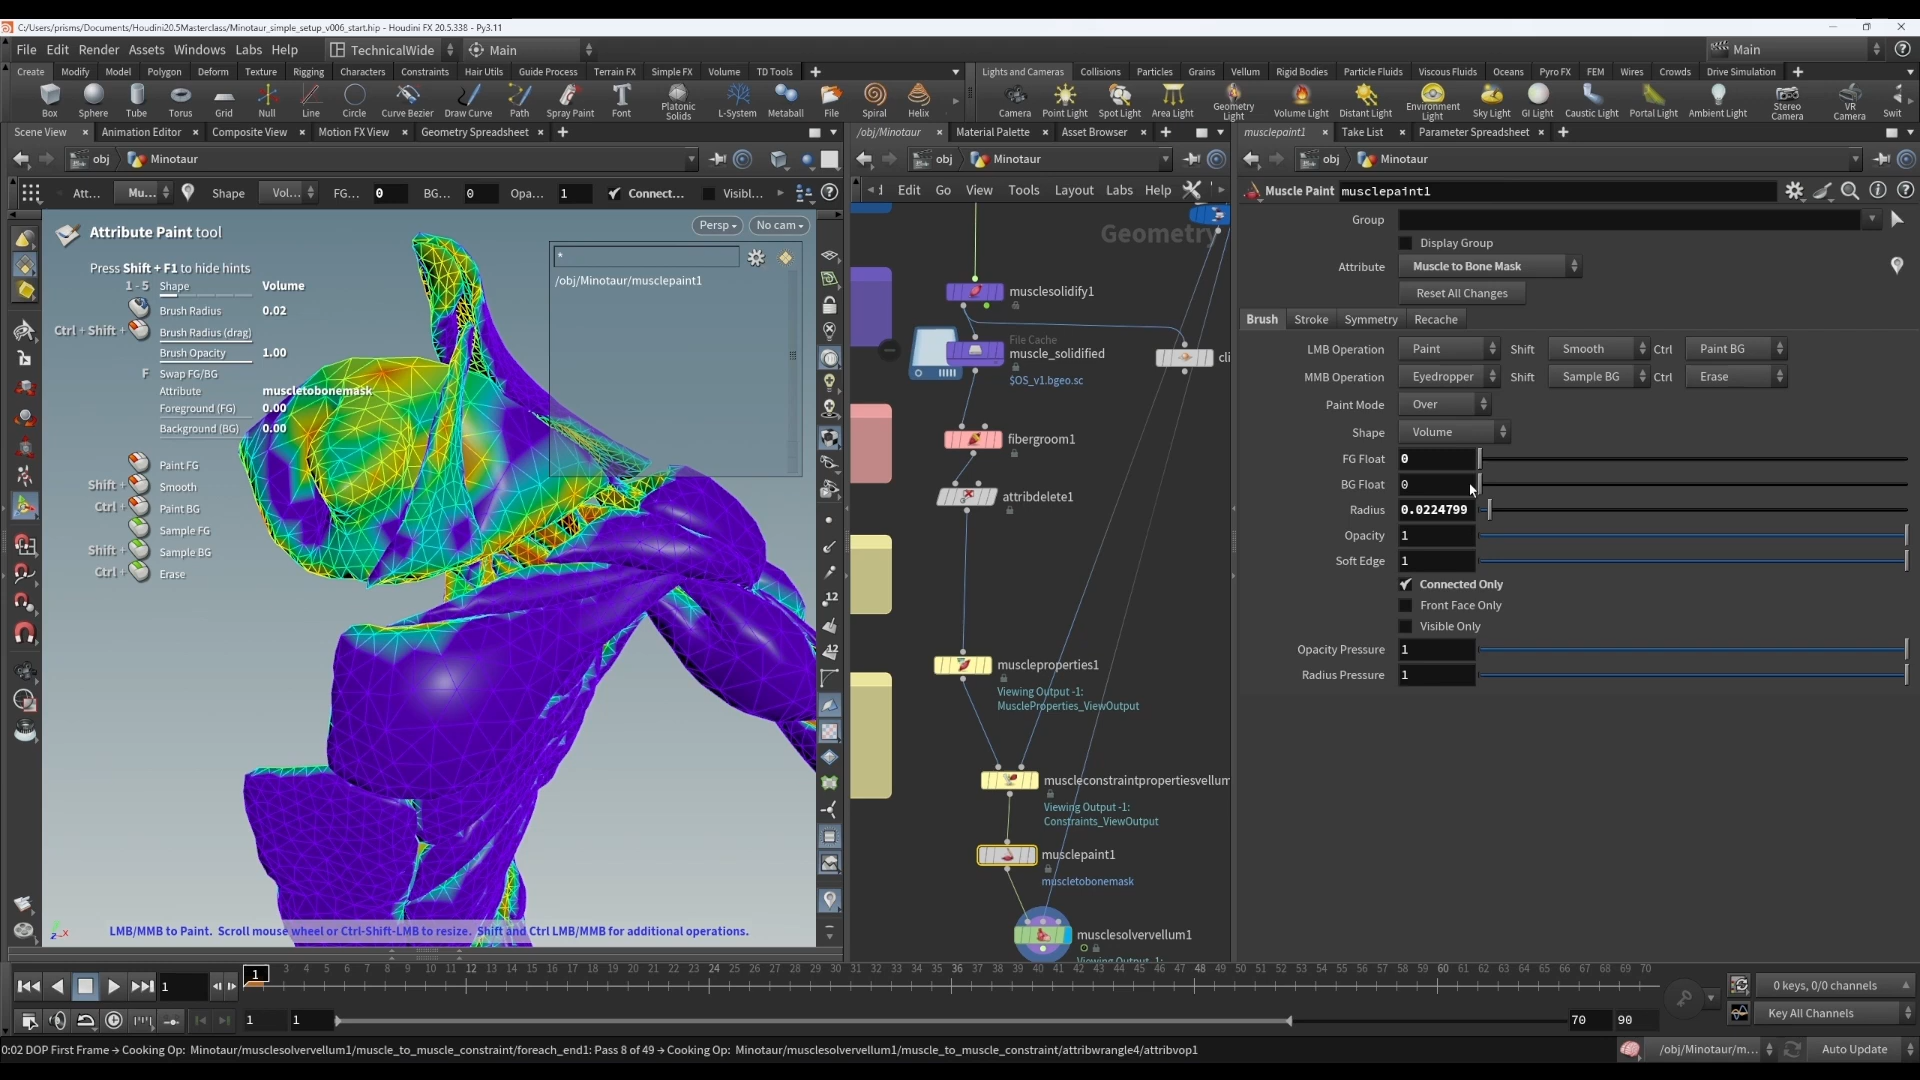 C:/Users/prisms/Documents/Houdini20.5Masterclass/Minotaur_simple_setup_v006_start.hip - Houdini FX 20.5.338 - Py3.11
File Edit Render Assets Windows Labs Help TechnicalWide Main Main
Create Modify Model Polygon Deform Texture Rigging Characters Constraints Hair Utils Guide Process Terrain FX Simple FX Volume TD Tools
Lights and Cameras Collisions Particles Grains Vellum Rigid Bodies Particle Fluids Viscous Fluids Oceans Pyro FX FEM Wires Crowds Drive Simulation
Box Sphere Tube Torus Grid Null Line Circle Curve Bezier Draw Curve Path Spray Paint Font Platonic Solids L-System Metaball File Spiral Helix
Camera Point Light Spot Light Area Light Geometry Light Volume Light Distant Light Environment Light Sky Light GI Light Caustic Light Portal Light Ambient Light Stereo Camera VR Camera Swit
Scene View Animation Editor Composite View Motion FX View Geometry Spreadsheet
/obj/Minotaur Material Palette Asset Browser
musclepaint1 Take List Parameter Spreadsheet
obj Minotaur
obj Minotaur
obj Minotaur
Att... Mu... Shape Vol... FG... 0 BG... 0 Opa... 1 Connect... Visibl...
Edit Go View Tools Layout Labs Help
Muscle Paint musclepaint1
Attribute Paint tool
Persp No cam
Press Shift + F1 to hide hints
1 - 5 Shape Volume
Brush Radius 0.02
Ctrl + Shift + Brush Radius (drag)
Brush Opacity 1.00
F Swap FG/BG
Attribute muscletobonemask
Foreground (FG) 0.00
Background (BG) 0.00
Paint FG
Shift + Smooth
Ctrl + Paint BG
Sample FG
Shift + Sample BG
Ctrl + Erase
*
/obj/Minotaur/musclepaint1
12
12
LMB/MMB to Paint. Scroll mouse wheel or Ctrl-Shift-LMB to resize. Shift and Ctrl LMB/MMB for additional operations.
z x
Geometry
musclesolidify1
File Cache
muscle_solidified
$OS_v1.bgeo.sc
cli
fibergroom1
attribdelete1
muscleproperties1
Viewing Output -1:
MuscleProperties_ViewOutput
muscleconstraintpropertiesvellum
Viewing Output -1:
Constraints_ViewOutput
musclepaint1
muscletobonemask
musclesolvervellum1
Viewing Output -1:
Group
Display Group
Attribute Muscle to Bone Mask
Reset All Changes
Brush Stroke Symmetry Recache
LMB Operation Paint Shift Smooth Ctrl Paint BG
MMB Operation Eyedropper Shift Sample BG Ctrl Erase
Paint Mode Over
Shape Volume
FG Float 0
BG Float 0
Radius 0.0224799
Opacity 1
Soft Edge 1
Connected Only
Front Face Only
Visible Only
Opacity Pressure 1
Radius Pressure 1
1 3 4 5 6 7 8 9 10 11 12 13 14 15 16 17 18 19 20 21 22 23 24 25 26 27 28 29 30 31 32 33 34 35 36 37 38 39 40 41 42 43 44 45 46 47 48 49 50 51 52 53 54 55 56 57 58 59 60 61 62 63 64 65 66 67 68 69 70
1
0 keys, 0/0 channels
1 1 70 90
Key All Channels
0:02 DOP First Frame → Cooking Op: Minotaur/musclesolvervellum1/muscle_to_muscle_constraint/foreach_end1: Pass 8 of 49 → Cooking Op: Minotaur/musclesolvervellum1/muscle_to_muscle_constraint/attribwrangle4/attribvop1
/obj/Minotaur/m... Auto Update